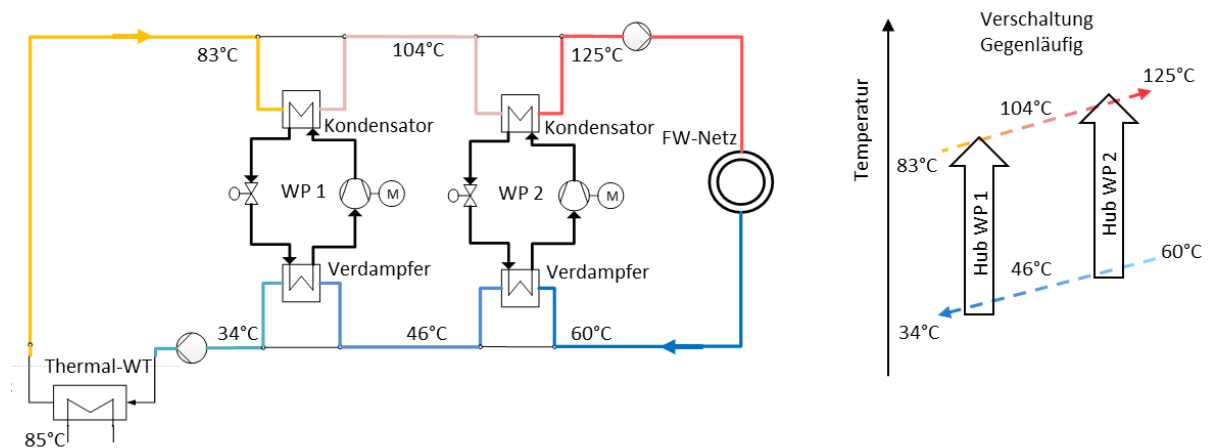 83°C
104°C
125°C
Kondensator
Kondensator
FW-Netz
WP 1
M
WP 2
M
Verdampfer
Verdampfer
34°C
46°C
60°C
Thermal-WT
85°C
Verschaltung
Gegenläufig
Temperatur
125°C
104°C
83°C
Hub WP 1
Hub WP 2
60°C
46°C
34°C